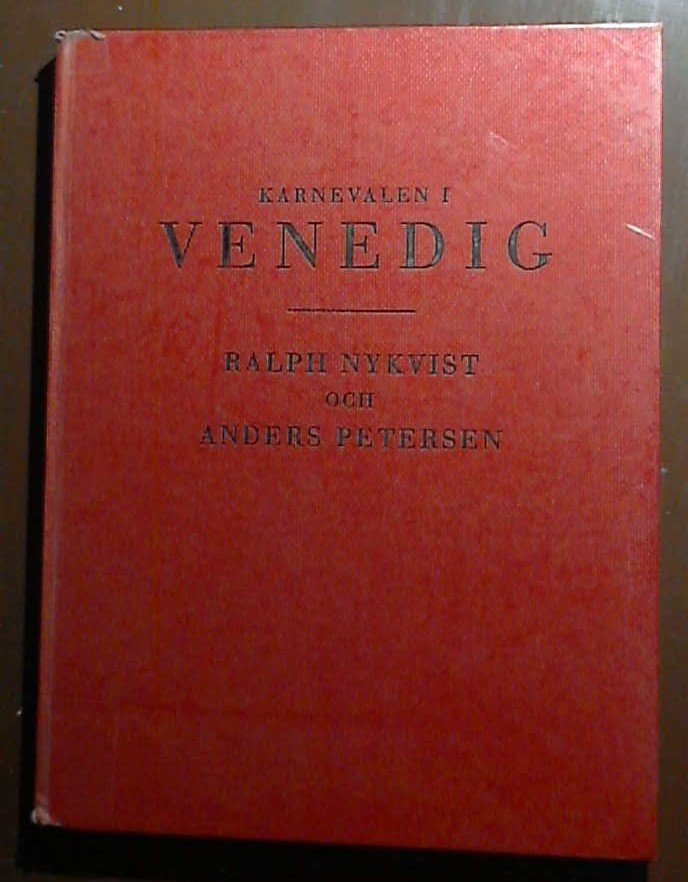 KARNEVALEN I
VENEDIG
RALPH NYKVIST
OCH
ANDERS PETERSEN